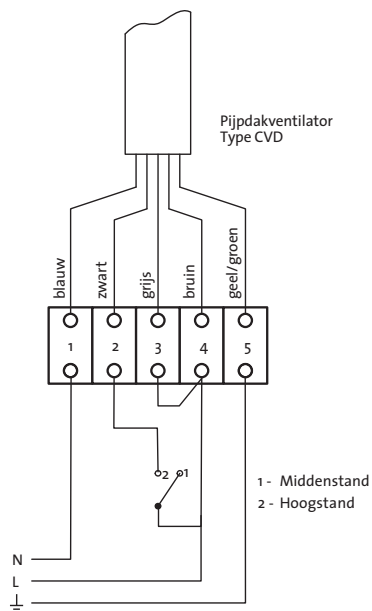 Pijpdakventilator
Type CVD
blauw
zwart
grijs
bruin
geel/groen
1 2 3 4 5
2 1
1 - Middenstand
2 - Hoogstand
N
L